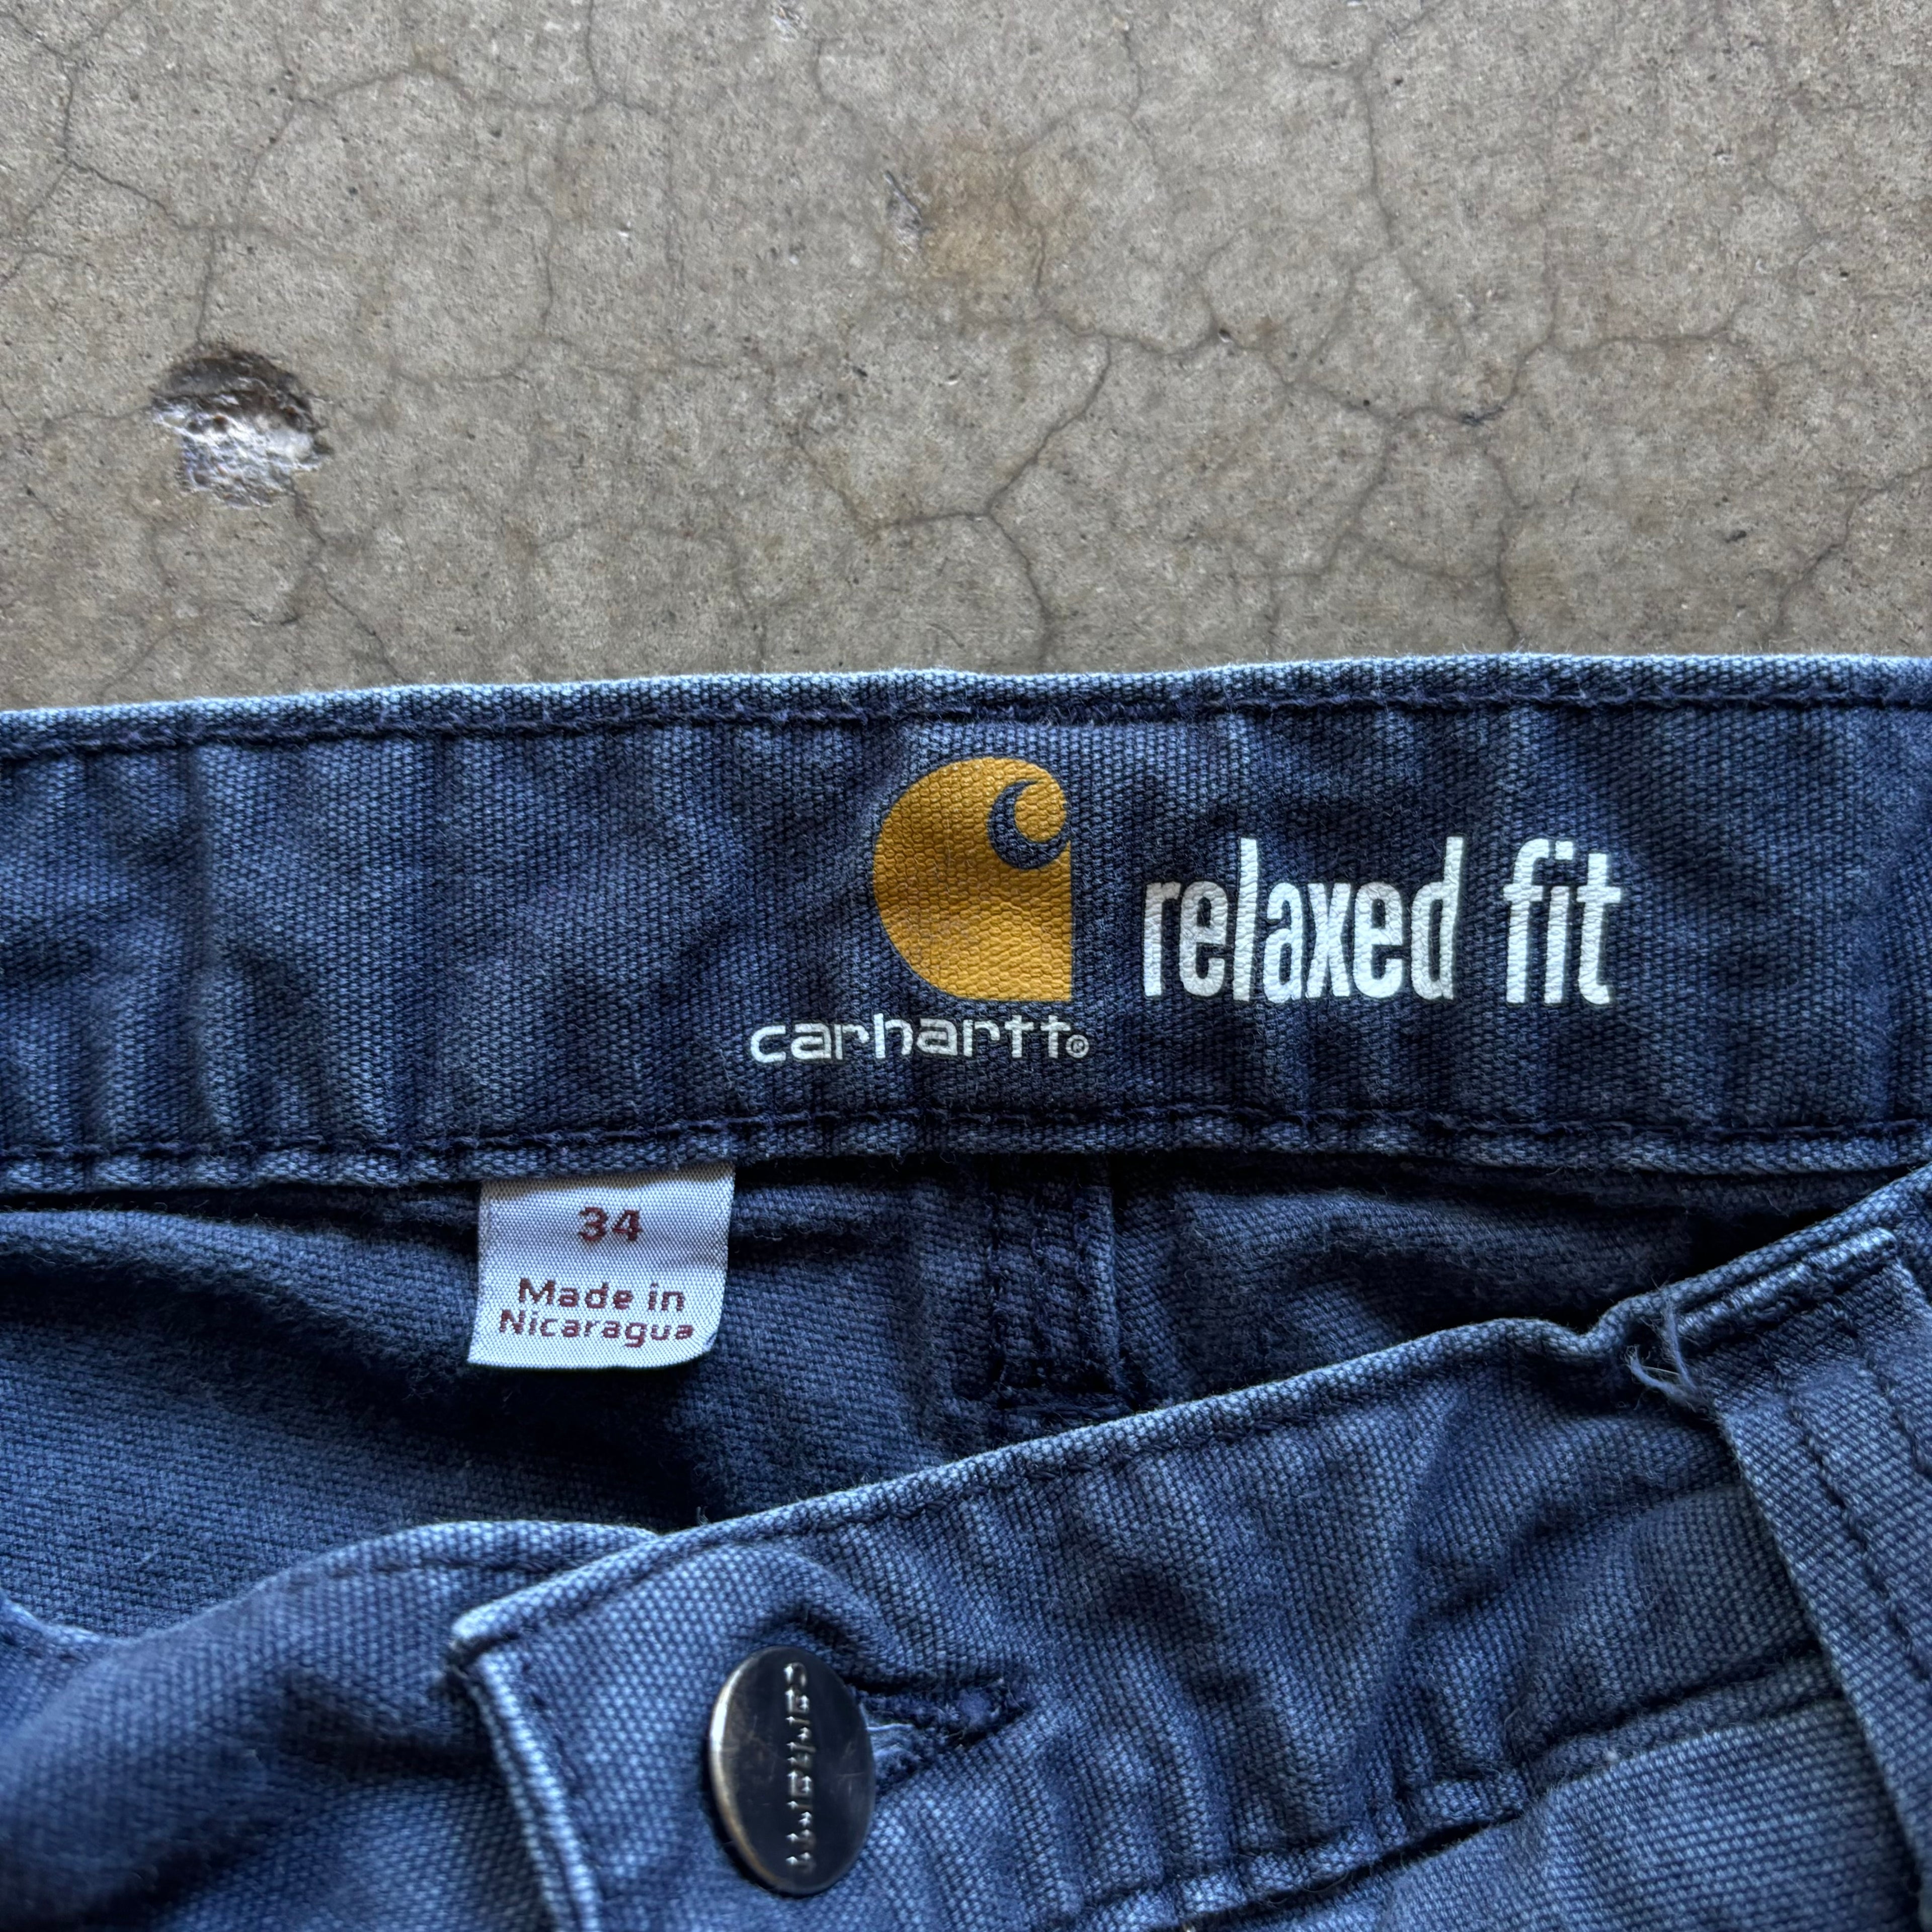 relaxed fit
carhartt®
34
Made in
Nicaragua
carhartt